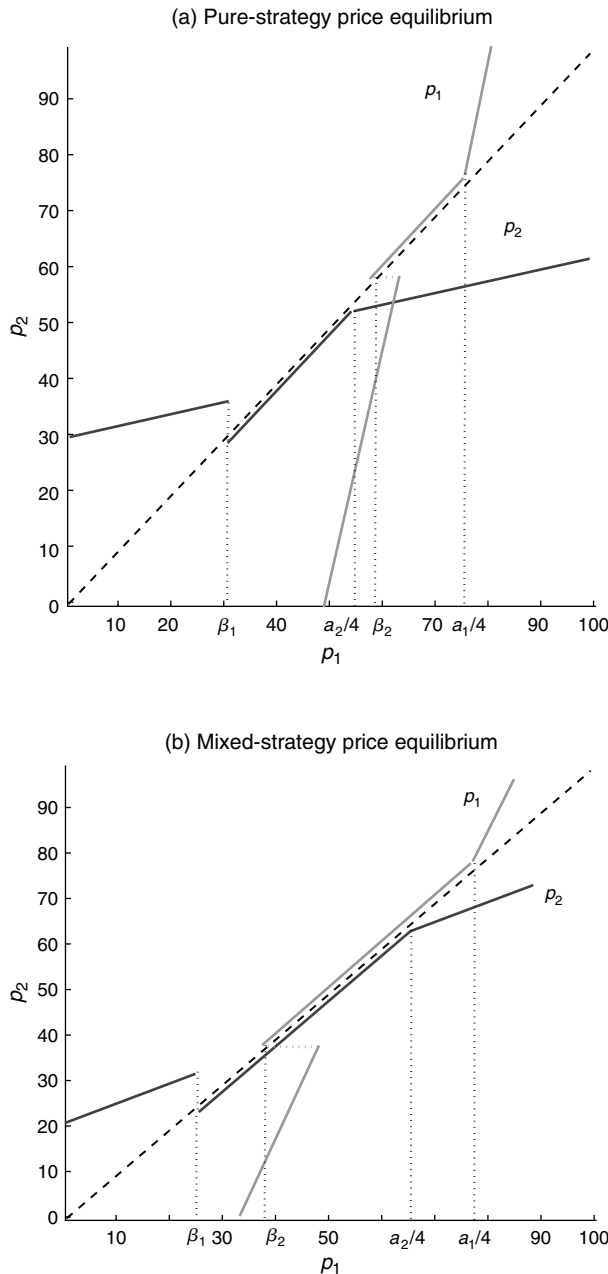 (a) Pure-strategy price equilibrium
90
80
70
60
50
40
30
20
10
0
p₂
p₁
p₂
10 20 β₁ 40 a₂/4 β₂ 70 a₁/4 90 100
p₁
(b) Mixed-strategy price equilibrium
90
80
70
60
50
40
30
20
10
0
p₂
p₁
p₂
10 β₁ 30 β₂ 50 a₂/4 a₁/4 90 100
p₁